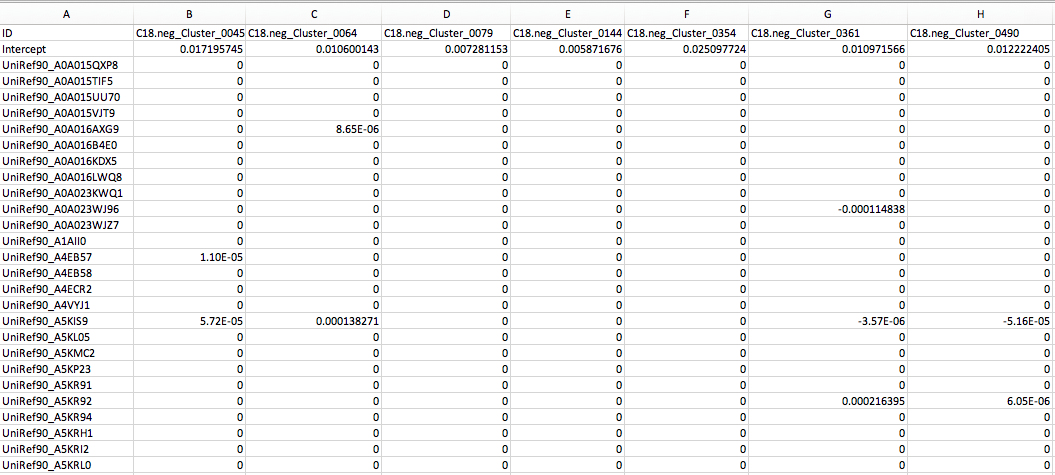 A B C D E F G H
ID C18.neg_Cluster_0045 C18.neg_Cluster_0064 C18.neg_Cluster_0079 C18.neg_Cluster_0144 C18.neg_Cluster_0354 C18.neg_Cluster_0361 C18.neg_Cluster_0490
Intercept 0.017195745 0.010600143 0.007281153 0.005871676 0.025097724 0.010971566 0.012222405
UniRef90_A0A015QXP8 0 0 0 0 0 0 0
UniRef90_A0A015TIF5 0 0 0 0 0 0 0
UniRef90_A0A015UU70 0 0 0 0 0 0 0
UniRef90_A0A015VJT9 0 0 0 0 0 0 0
UniRef90_A0A016AXG9 0 8.65E-06 0 0 0 0 0
UniRef90_A0A016B4E0 0 0 0 0 0 0 0
UniRef90_A0A016KDX5 0 0 0 0 0 0 0
UniRef90_A0A016LWQ8 0 0 0 0 0 0 0
UniRef90_A0A023KWQ1 0 0 0 0 0 0 0
UniRef90_A0A023WJ96 0 0 0 0 0 -0.000114838 0
UniRef90_A0A023WJZ7 0 0 0 0 0 0 0
UniRef90_A1AII0 0 0 0 0 0 0 0
UniRef90_A4EB57 1.10E-05 0 0 0 0 0 0
UniRef90_A4EB58 0 0 0 0 0 0 0
UniRef90_A4ECR2 0 0 0 0 0 0 0
UniRef90_A4VYJ1 0 0 0 0 0 0 0
UniRef90_A5KIS9 5.72E-05 0.000138271 0 0 0 -3.57E-06 -5.16E-05
UniRef90_A5KL05 0 0 0 0 0 0 0
UniRef90_A5KMC2 0 0 0 0 0 0 0
UniRef90_A5KP23 0 0 0 0 0 0 0
UniRef90_A5KR91 0 0 0 0 0 0 0
UniRef90_A5KR92 0 0 0 0 0 0.000216395 6.05E-06
UniRef90_A5KR94 0 0 0 0 0 0 0
UniRef90_A5KRH1 0 0 0 0 0 0 0
UniRef90_A5KRI2 0 0 0 0 0 0 0
UniRef90_A5KRL0 0 0 0 0 0 0 0